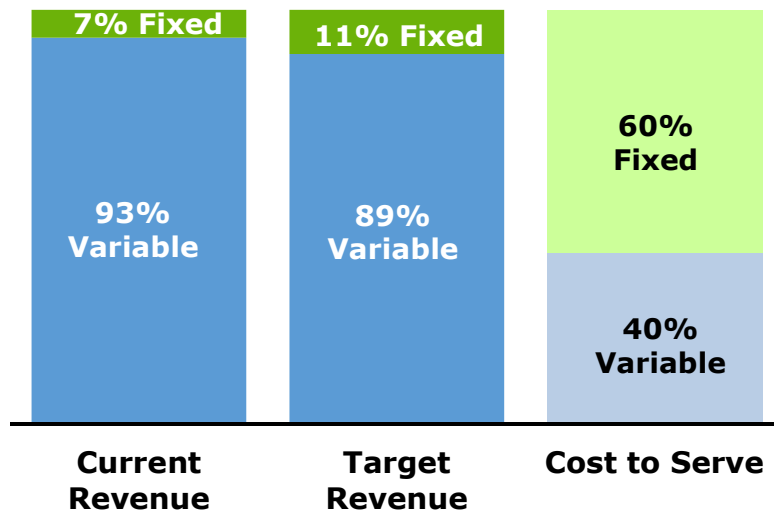 7% Fixed
93%
Variable
11% Fixed
89%
Variable
60%
Fixed
40%
Variable
Current
Revenue
Target
Revenue
Cost to Serve